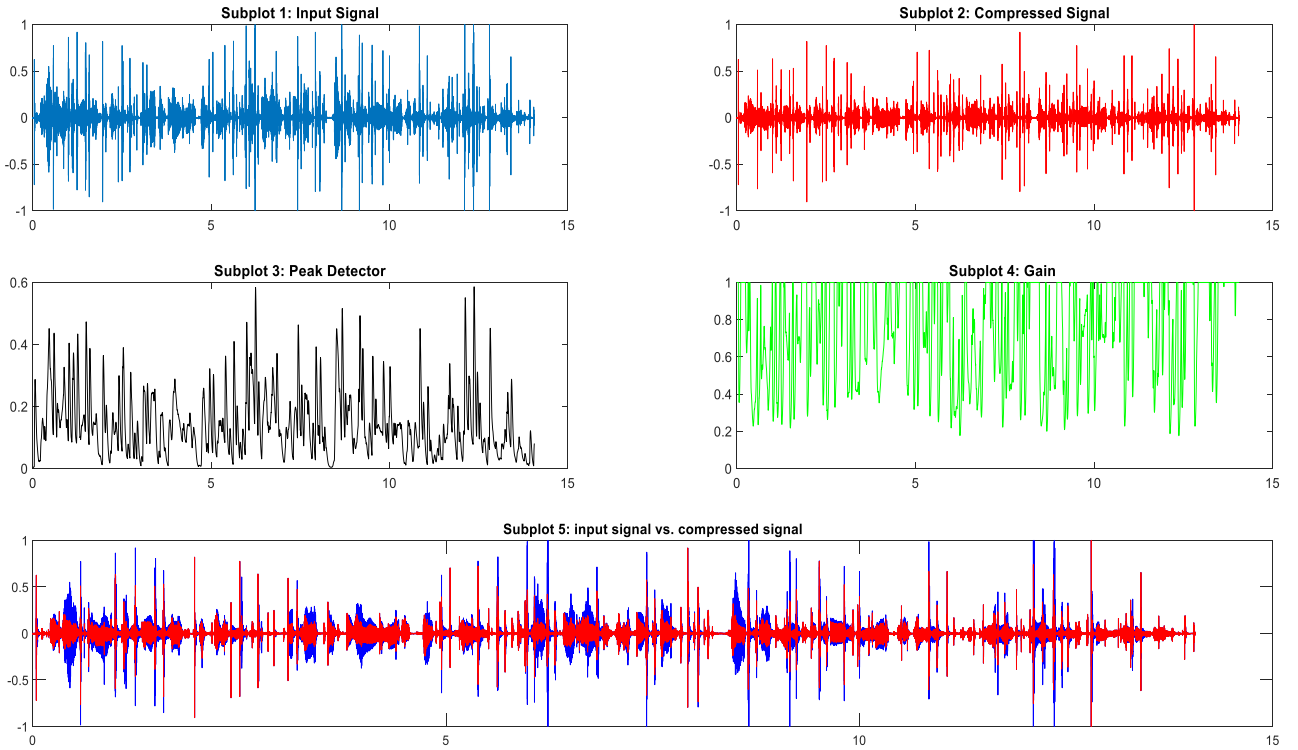 Subplot 1: Input Signal
1
0.5
0
-0.5
-1
0 5 10 15
Subplot 2: Compressed Signal
1
0.5
0
-0.5
-1
0 5 10 15
Subplot 3: Peak Detector
0.6
0.4
0.2
0
0 5 10 15
Subplot 4: Gain
1
0.8
0.6
0.4
0.2
0
0 5 10 15
Subplot 5: input signal vs. compressed signal
1
0.5
0
-0.5
-1
0 5 10 15